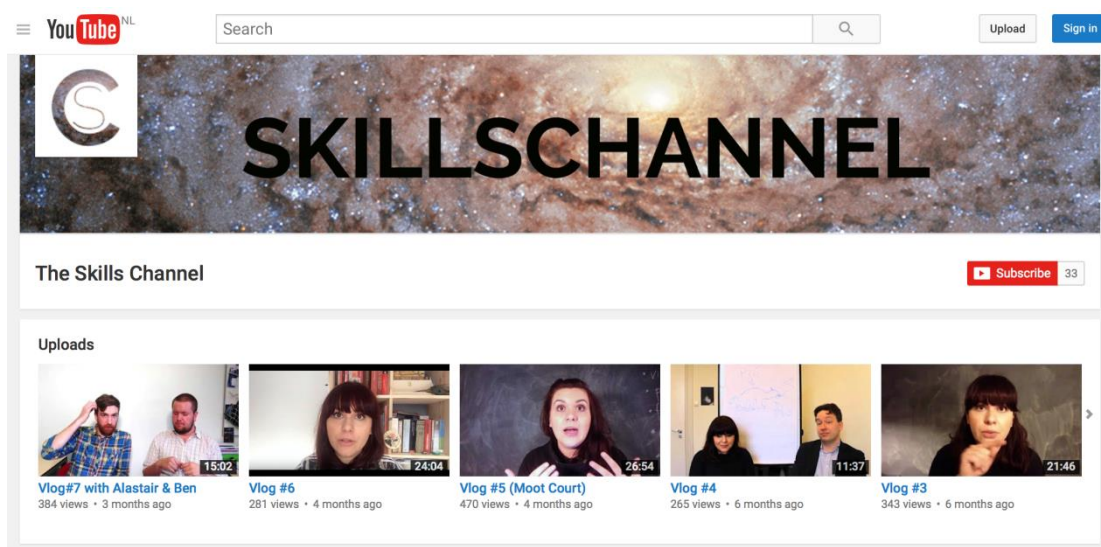 YouTube NL
Search
Upload
Sign in
SC
SKILLSCHANNEL
The Skills Channel
Subscribe 33
Uploads
15:02
24:04
26:54
11:37
21:46
Vlog#7 with Alastair & Ben
Vlog #6
Vlog #5 (Moot Court)
Vlog #4
Vlog #3
384 views • 3 months ago
281 views • 4 months ago
470 views • 4 months ago
265 views • 6 months ago
343 views • 6 months ago